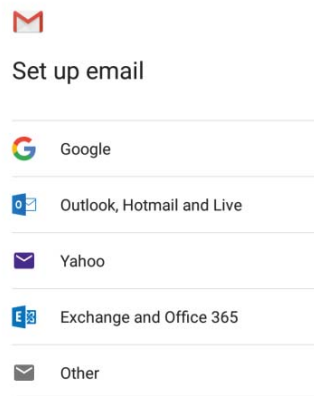 Set up email
Google
Outlook, Hotmail and Live
Yahoo
Exchange and Office 365
Other